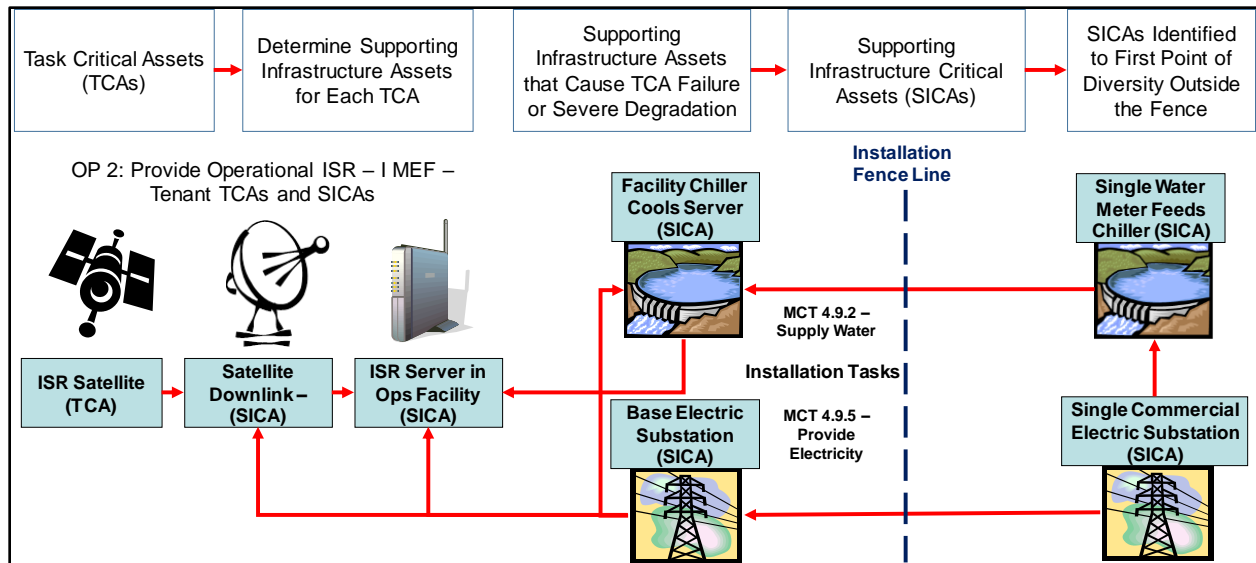 Task Critical Assets
(TCAs)
Determine Supporting
Infrastructure Assets
for Each TCA
Supporting
Infrastructure Assets
that Cause TCA Failure
or Severe Degradation
Supporting
Infrastructure Critical
Assets (SICAs)
SICAs Identified
to First Point of
Diversity Outside
the Fence
OP 2: Provide Operational ISR – I MEF –
Tenant TCAs and SICAs
Installation
Fence Line
Facility Chiller
Cools Server
(SICA)
Single Water
Meter Feeds
Chiller (SICA)
MCT 4.9.2 –
Supply Water
ISR Satellite
(TCA)
Satellite
Downlink –
(SICA)
ISR Server in
Ops Facility
(SICA)
Installation Tasks
Base Electric
Substation
(SICA)
MCT 4.9.5 –
Provide
Electricity
Single Commercial
Electric Substation
(SICA)